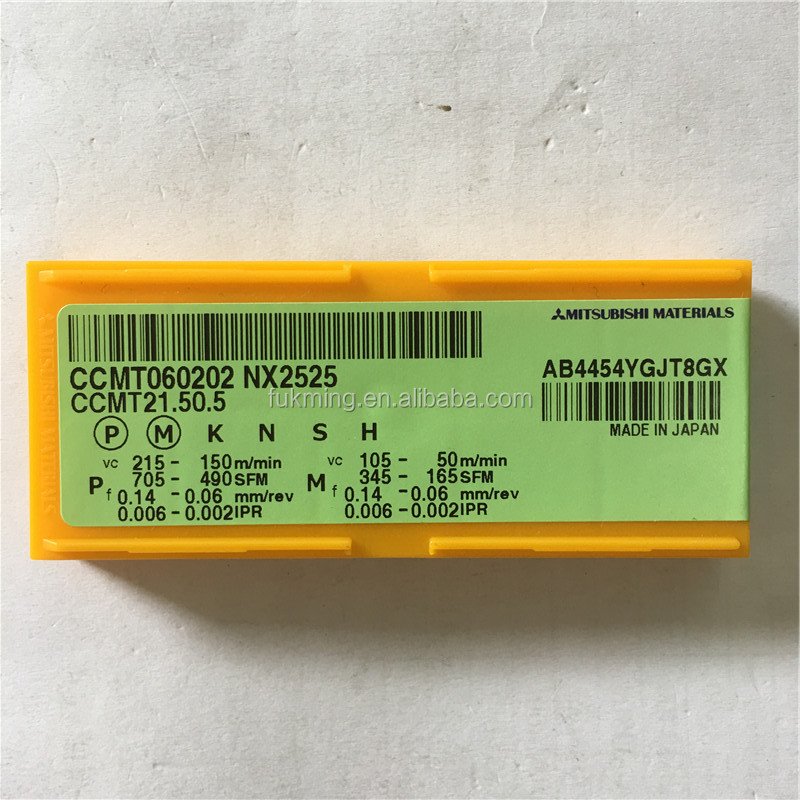 MITSUBISHI MATERIALS
CCMT060202 NX2525
CCMT21.50.5
AB4454YGJT8GX
MADE IN JAPAN
fukming.en.alibaba.com
P M K N S H
P
vc 215 - 150 m/min
705 - 490 SFM
f 0.14 - 0.06 mm/rev
0.006 - 0.002 IPR
M
vc 105 - 50 m/min
345 - 165 SFM
f 0.14 - 0.06 mm/rev
0.006 - 0.002 IPR